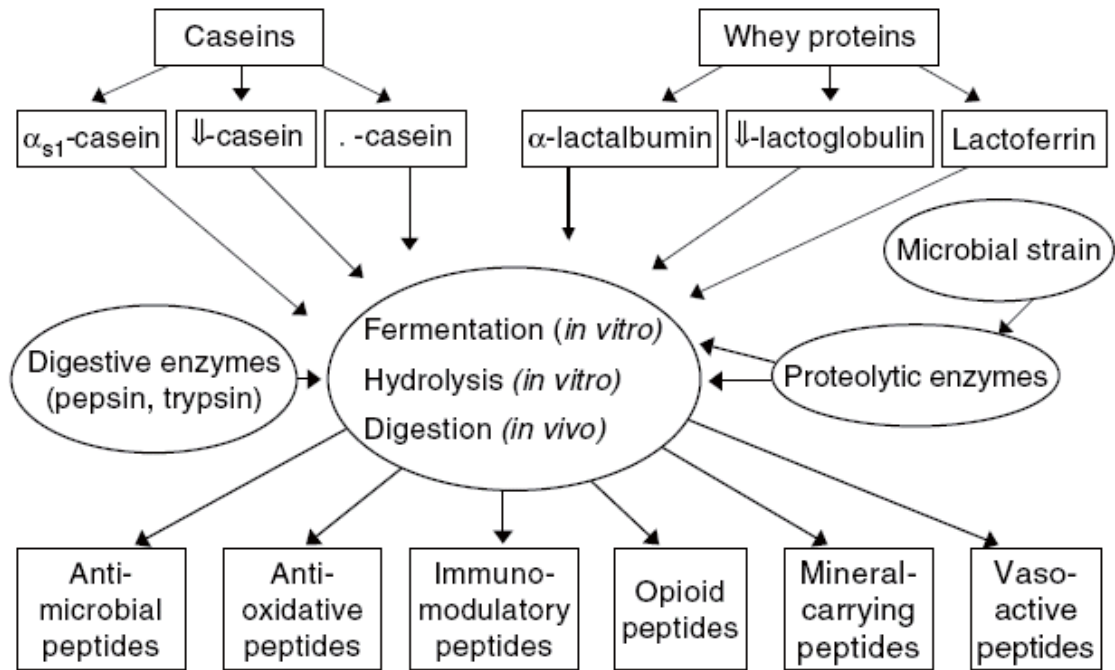 Caseins
Whey proteins
αs1-casein
⇓-casein
. -casein
α-lactalbumin
⇓-lactoglobulin
Lactoferrin
Microbial strain
Fermentation (in vitro)
Hydrolysis (in vitro)
Digestion (in vivo)
Digestive enzymes
(pepsin, trypsin)
Proteolytic enzymes
Anti-
microbial
peptides
Anti-
oxidative
peptides
Immuno-
modulatory
peptides
Opioid
peptides
Mineral-
carrying
peptides
Vaso-
active
peptides